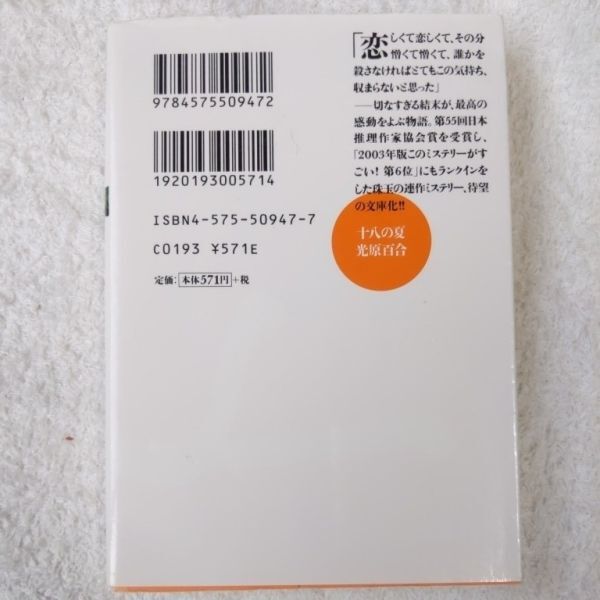 9784575509472
1920193005714
ISBN4-575-50947-7
C0193 ¥571E
定価：本体571円+税
「恋しくて恋しくて、その分
憎くて憎くて、誰かを
殺さなければとてもこの気持ち、
収まらないと思った」
――切なすぎる結末が、最高の
感動をよぶ物語。第55回日本
推理作家協会賞を受賞し、
「2003年版このミステリーがす
ごい！第6位」にもランクインを
した珠玉の連作ミステリー、待望
の文庫化!!
十八の夏
光原百合